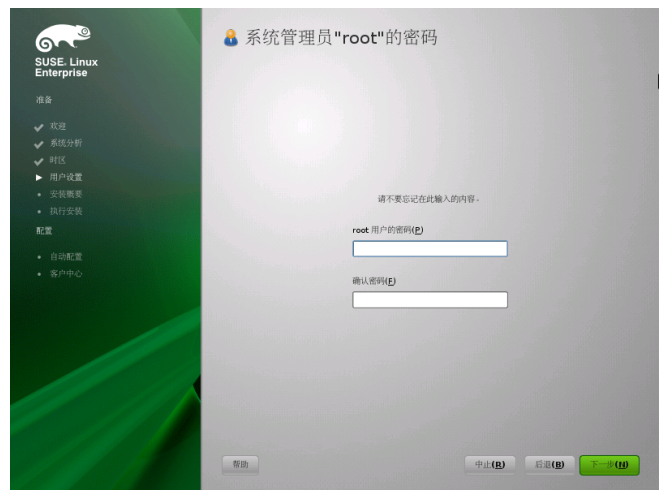 SUSE. Linux
Enterprise
准备
欢迎
系统分析
时区
用户设置
安装概要
执行安装
配置
自动配置
客户中心
系统管理员"root"的密码
请不要忘记在此输入的内容。
root 用户的密码(P)
确认密码(F)
帮助
中止(R)
后退(B)
下一步(N)